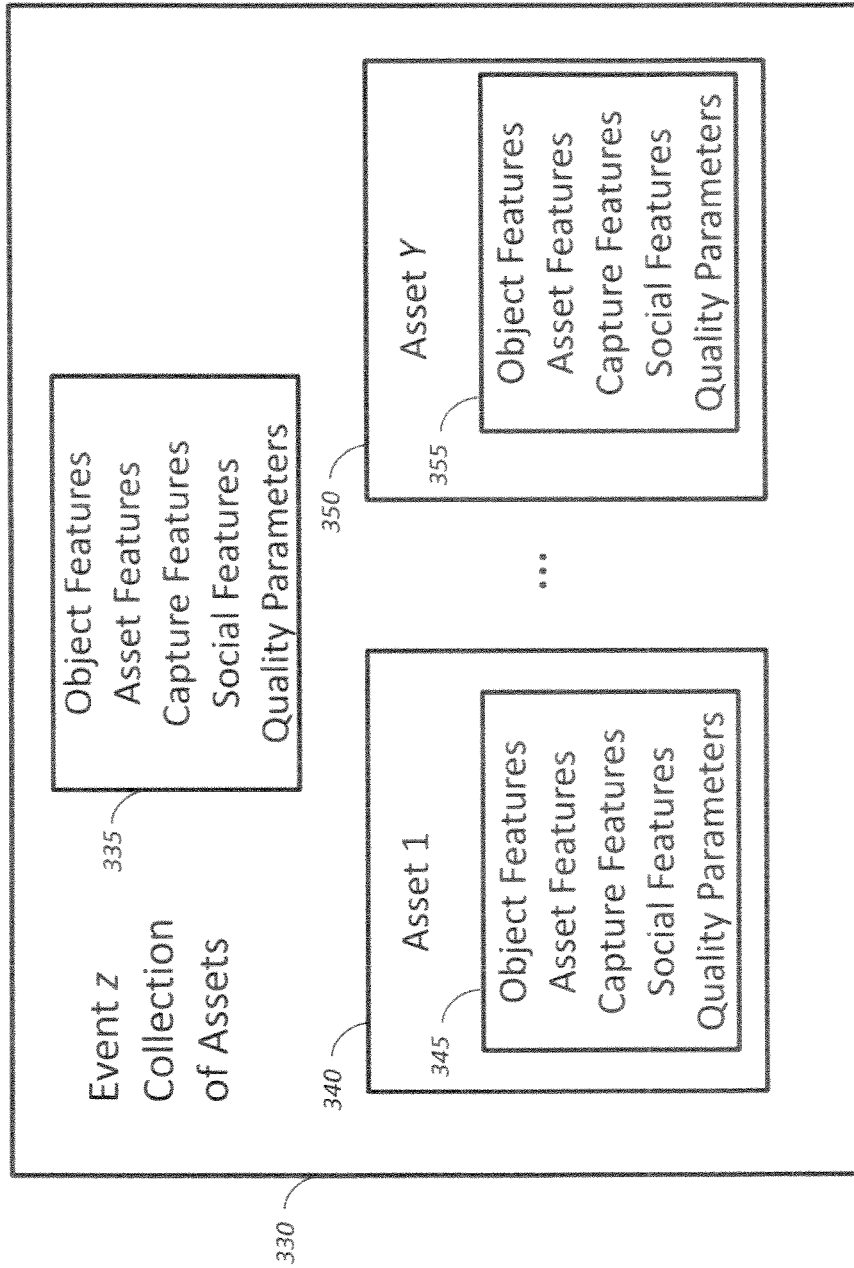 330
Event z
Collection
of Assets
335
Object Features
Asset Features
Capture Features
Social Features
Quality Parameters
340
Asset 1
345
Object Features
Asset Features
Capture Features
Social Features
Quality Parameters
...
350
Asset Y
355
Object Features
Asset Features
Capture Features
Social Features
Quality Parameters